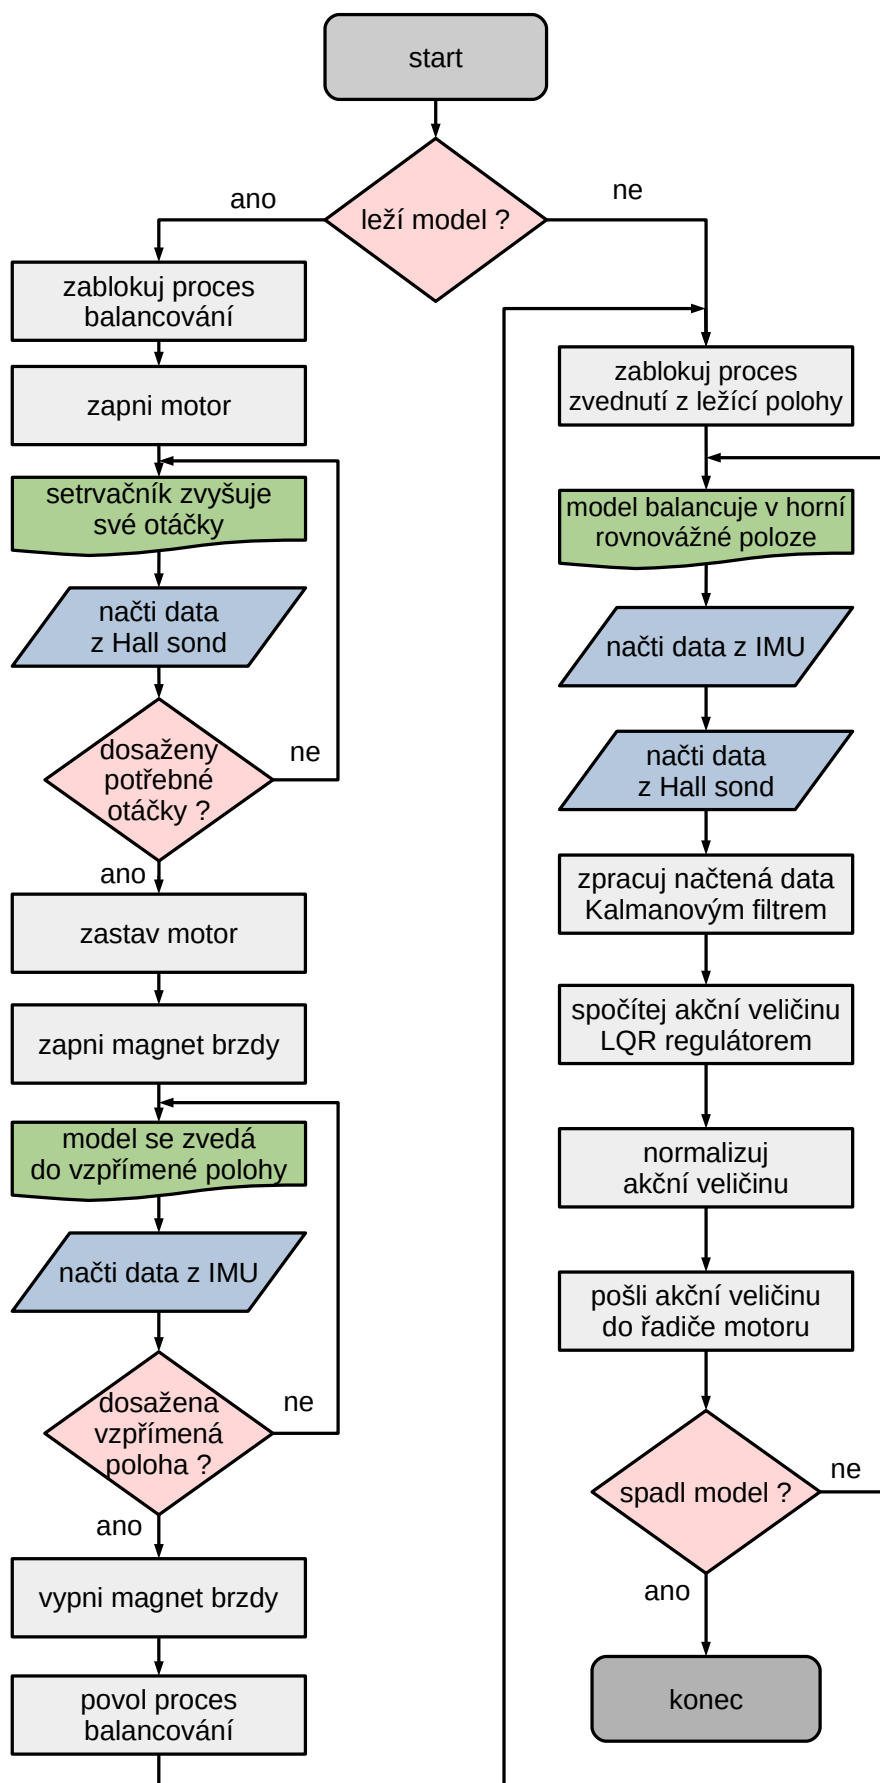 start
leží model ?
ano
ne
zablokuj proces
balancování
zapni motor
setrvačník zvyšuje
své otáčky
načti data
z Hall sond
dosaženy
potřebné
otáčky ?
ne
ano
zastav motor
zapni magnet brzdy
model se zvedá
do vzpřímené polohy
načti data z IMU
dosažena
vzpřímená
poloha ?
ne
ano
vypni magnet brzdy
povol proces
balancování
zablokuj proces
zvednutí z ležící polohy
model balancuje v horní
rovnovážné poloze
načti data z IMU
načti data
z Hall sond
zpracuj načtená data
Kalmanovým filtrem
spočítej akční veličinu
LQR regulátorem
normalizuj
akční veličinu
pošli akční veličinu
do řadiče motoru
spadl model ?
ne
ano
konec